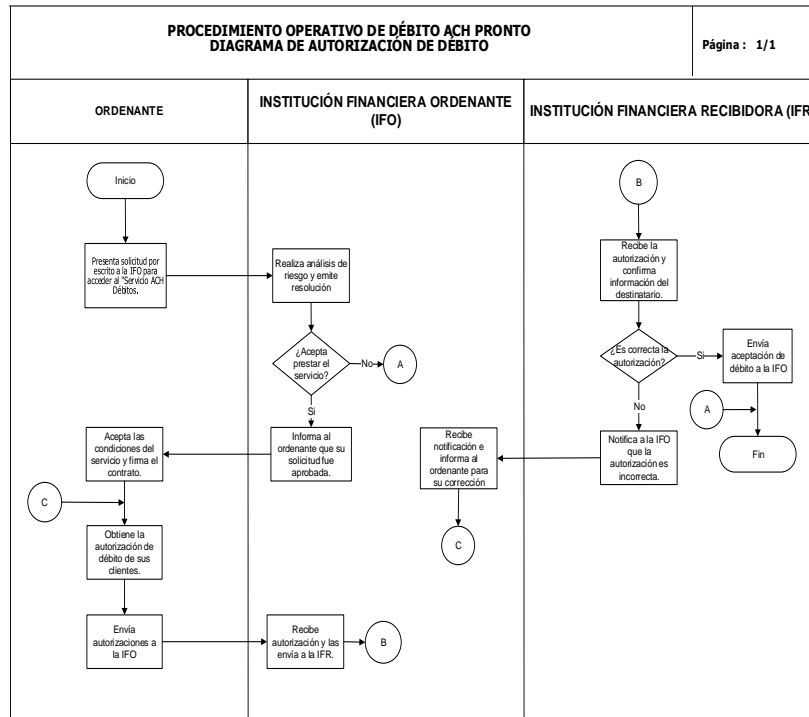 PROCEDIMIENTO OPERATIVO DE DÉBITO ACH PRONTO
DIAGRAMA DE AUTORIZACIÓN DE DÉBITO
Página : 1/1
ORDENANTE
INSTITUCIÓN FINANCIERA ORDENANTE
(IFO)
INSTITUCIÓN FINANCIERA RECIBIDORA (IFR
Inicio
Presenta solicitud por
escrito a la IFO para
acceder al "Servicio ACH
Débitos.
Realiza análisis de
riesgo y emite
resolución
¿Acepta
prestar el
servicio?
No
A
Si
Informa al
ordenante que su
solicitud fue
aprobada.
Acepta las
condiciones del
servicio y firma el
contrato.
C
Obtiene la
autorización de
débito de sus
clientes.
Envía
autorizaciones a
la IFO
Recibe
autorización y las
envía a la IFR.
B
B
Recibe la
autorización y
confirma
información del
destinatario.
¿Es correcta la
autorización?
Si
Envía
aceptación de
débito a la IFO
No
A
Fin
Notifica a la IFO
que la
autorización es
incorrecta.
Recibe
notificación e
informa al
ordenante para
su corrección
C